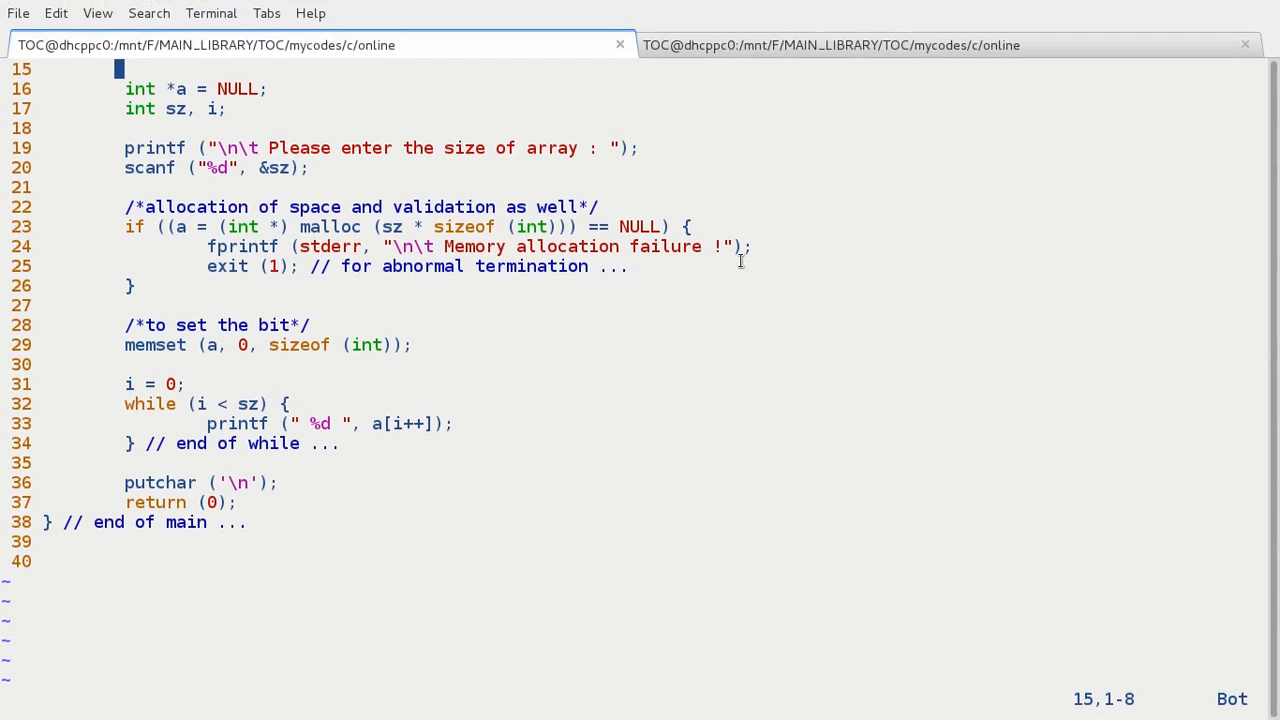 File Edit View Search Terminal Tabs Help
TOC@dhcppc0:/mnt/F/MAIN_LIBRARY/TOC/mycodes/c/online × TOC@dhcppc0:/mnt/F/MAIN_LIBRARY/TOC/mycodes/c/online ×
15
16 int *a = NULL;
17 int sz, i;
18
19 printf ("\n\t Please enter the size of array : ");
20 scanf ("%d", &sz);
21
22 /*allocation of space and validation as well*/
23 if ((a = (int *) malloc (sz * sizeof (int))) == NULL) {
24 fprintf (stderr, "\n\t Memory allocation failure !");
25 exit (1); // for abnormal termination ...
26 }
27
28 /*to set the bit*/
29 memset (a, 0, sizeof (int));
30
31 i = 0;
32 while (i < sz) {
33 printf (" %d ", a[i++]);
34 } // end of while ...
35
36 putchar ('\n');
37 return (0);
38 } // end of main ...
39
40
~
~
~
~
~
~
15,1-8 Bot